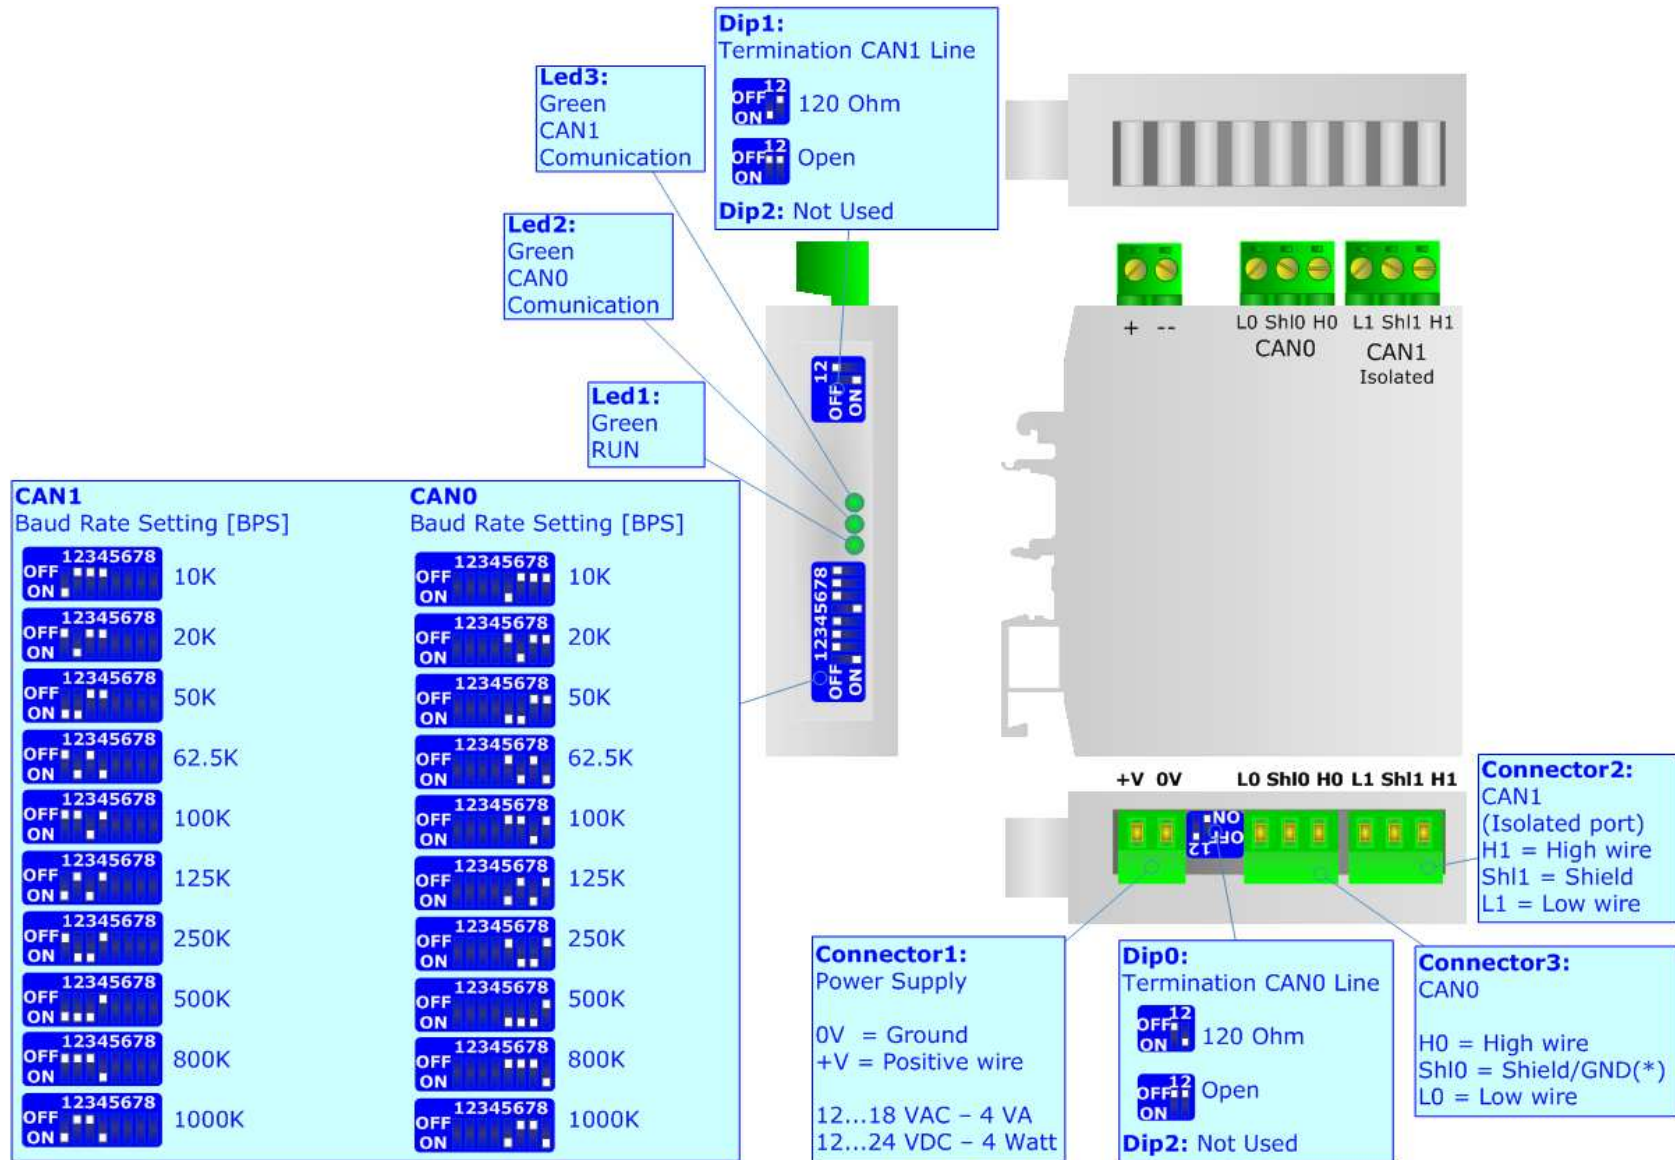 Dip1:
Termination CAN1 Line
12
OFF
ON
120 Ohm
12
OFF
ON
Open
Dip2: Not Used
Led3:
Green
CAN1
Comunication
Led2:
Green
CAN0
Comunication
Led1:
Green
RUN
12
OFF
ON
12345678
OFF
ON
+ --
L0 Shl0 H0
CAN0
L1 Shl1 H1
CAN1
Isolated
CAN1
Baud Rate Setting [BPS]
12345678
OFF
ON
10K
12345678
OFF
ON
20K
12345678
OFF
ON
50K
12345678
OFF
ON
62.5K
12345678
OFF
ON
100K
12345678
OFF
ON
125K
12345678
OFF
ON
250K
12345678
OFF
ON
500K
12345678
OFF
ON
800K
12345678
OFF
ON
1000K
CAN0
Baud Rate Setting [BPS]
12345678
OFF
ON
10K
12345678
OFF
ON
20K
12345678
OFF
ON
50K
12345678
OFF
ON
62.5K
12345678
OFF
ON
100K
12345678
OFF
ON
125K
12345678
OFF
ON
250K
12345678
OFF
ON
500K
12345678
OFF
ON
800K
12345678
OFF
ON
1000K
+V 0V
L0 Shl0 H0 L1 Shl1 H1
12
OFF
ON
Connector2:
CAN1
(Isolated port)
H1 = High wire
Shl1 = Shield
L1 = Low wire
Connector1:
Power Supply
0V = Ground
+V = Positive wire
12...18 VAC – 4 VA
12...24 VDC – 4 Watt
Dip0:
Termination CAN0 Line
12
OFF
ON
120 Ohm
12
OFF
ON
Open
Dip2: Not Used
Connector3:
CAN0
H0 = High wire
Shl0 = Shield/GND(*)
L0 = Low wire